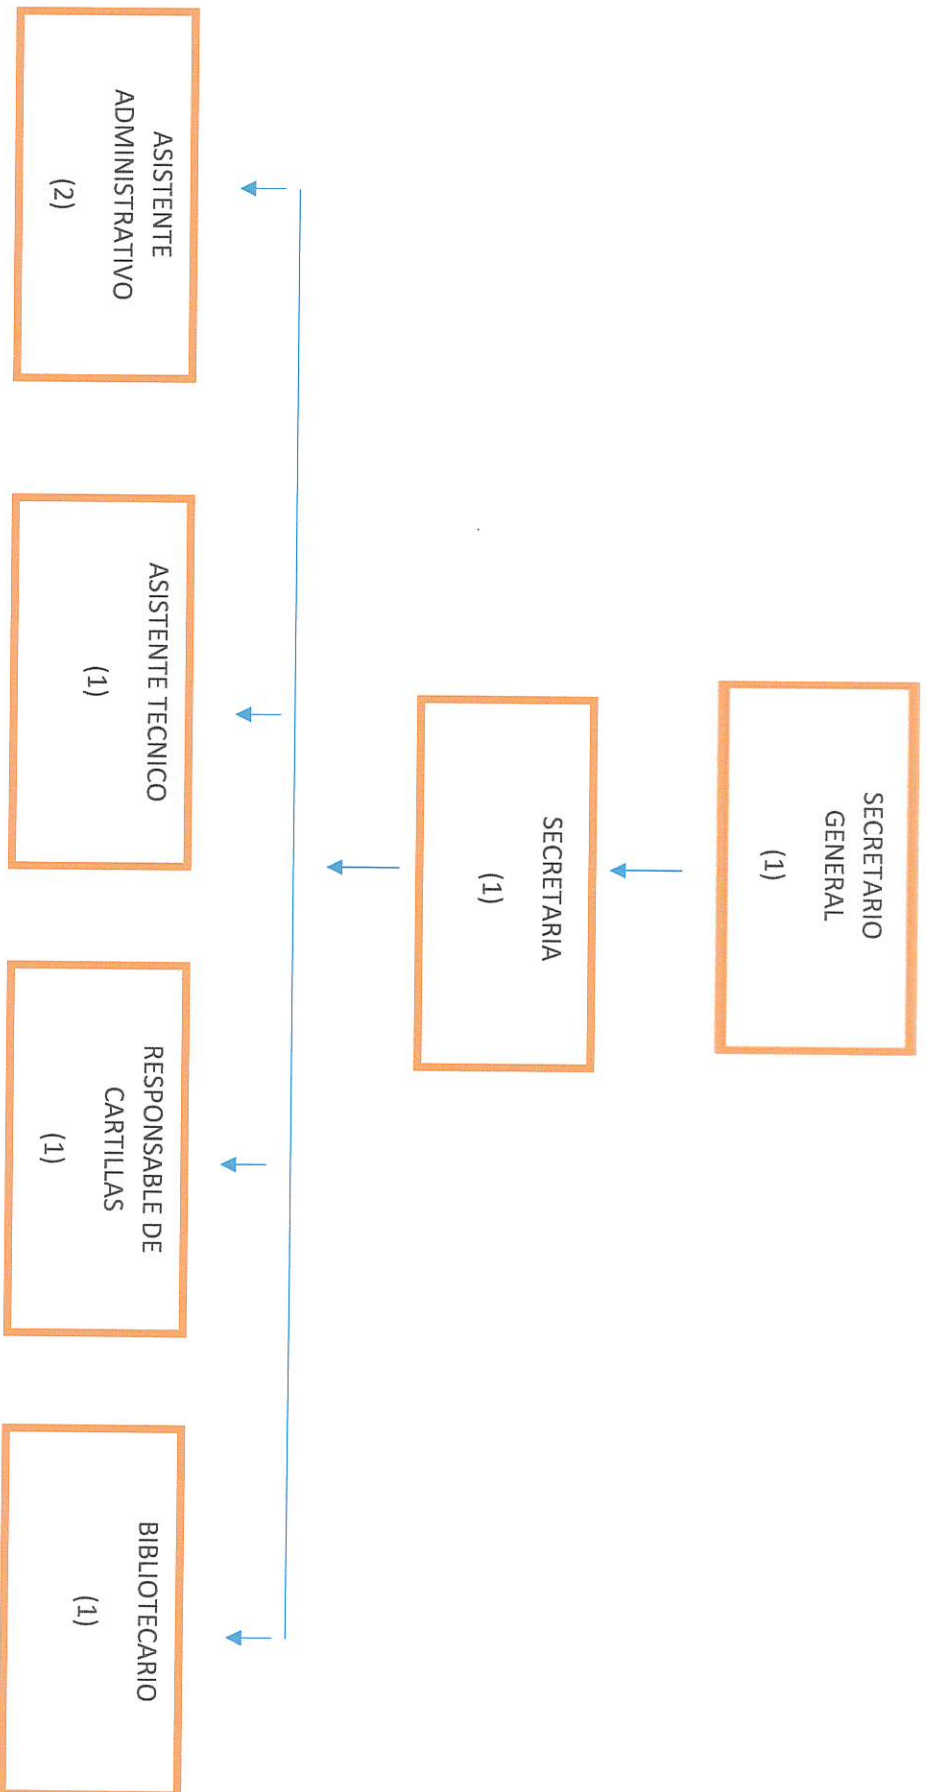 SECRETARIO
GENERAL
(1)
SECRETARIA
(1)
ASISTENTE
ADMINISTRATIVO
(2)
ASISTENTE TECNICO
(1)
RESPONSABLE DE
CARTILLAS
(1)
BIBLIOTECARIO
(1)